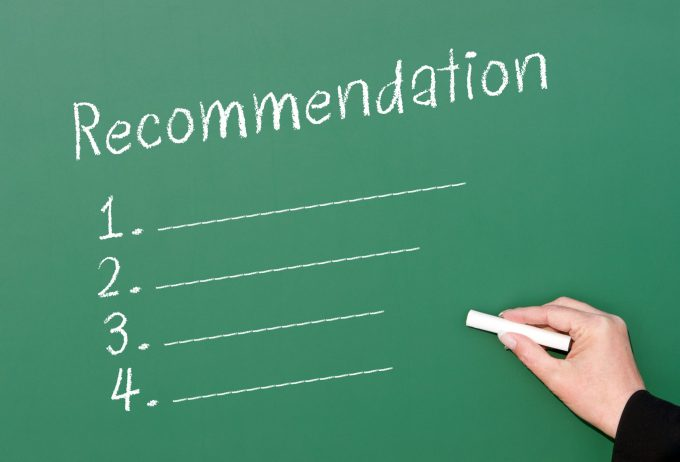 Recommendation
1.
2.
3.
4.